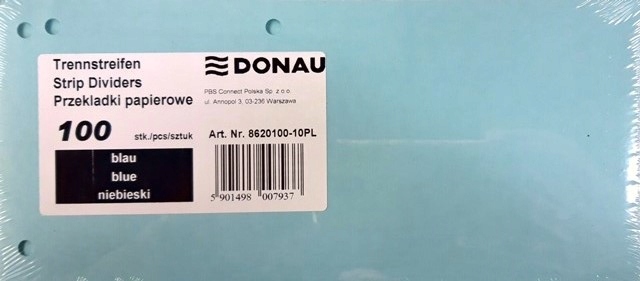 Trennstreifen
Strip Dividers
Przekladki papierowe
100 stk./pcs/sztuk
blau
blue
niebieski
DONAU
PBS Connect Polska Sp. z o.o.
ul. Annopol 3, 03-236 Warszawa
Art. Nr. 8620100-10PL
5 901498 007937